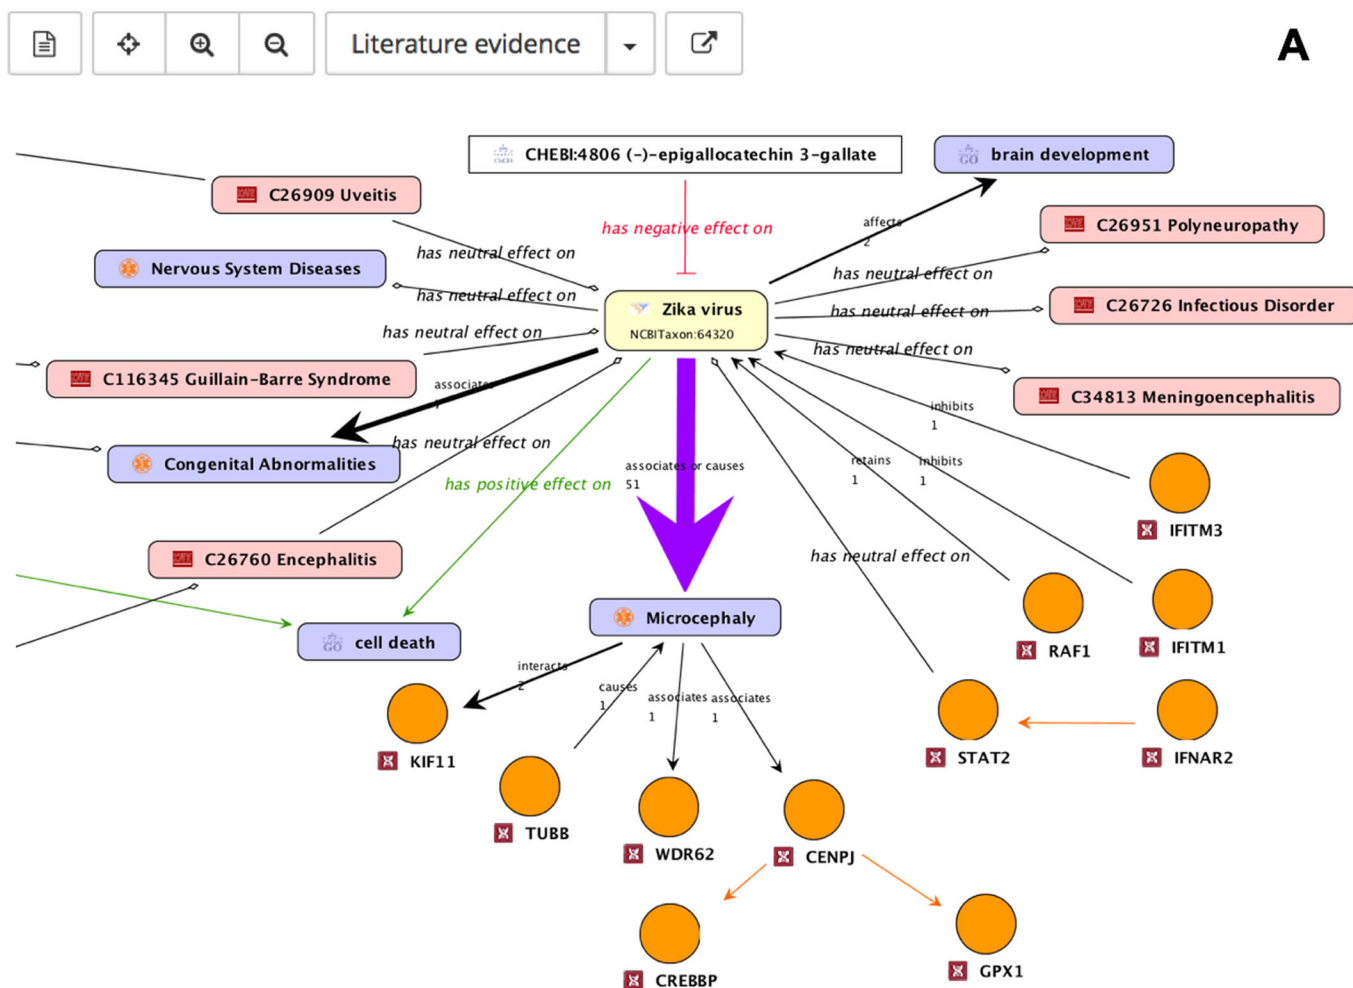 Literature evidence
A
CHEBI:4806 (-)-epigallocatechin 3-gallate
brain development
C26909 Uveitis
has negative effect on
affects
2
C26951 Polyneuropathy
has neutral effect on
Nervous System Diseases
has neutral effect on
has neutral effect on
Zika virus
NCBITaxon:64320
has neutral effect on
C26726 Infectious Disorder
has neutral effect on
has neutral effect on
C116345 Guillain-Barre Syndrome
associates
C34813 Meningoencephalitis
inhibits
1
has neutral effect on
Congenital Abnormalities
associates or causes
51
retains
1
inhibits
1
has positive effect on
IFITM3
C26760 Encephalitis
has neutral effect on
Microcephaly
cell death
RAF1
IFITM1
interacts
2
causes
1
associates
1
associates
1
KIF11
STAT2
IFNAR2
TUBB
WDR62
CENPJ
CREBBP
GPX1